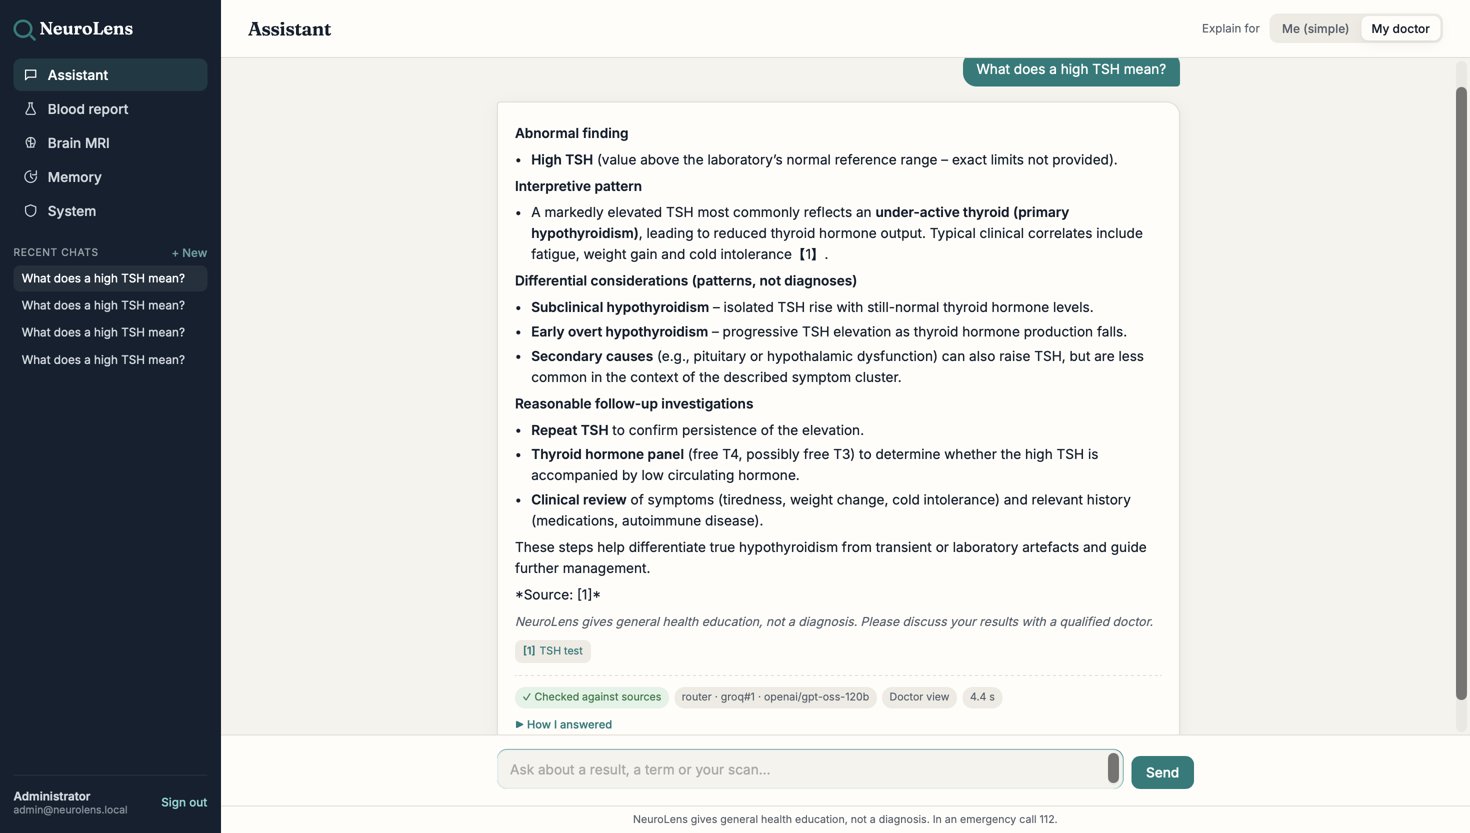 NeuroLens
Assistant
Blood report
Brain MRI
Memory
System
RECENT CHATS
+ New
What does a high TSH mean?
What does a high TSH mean?
What does a high TSH mean?
What does a high TSH mean?
Administrator
admin@neurolens.local
Sign out
Assistant
Explain for
Me (simple)
My doctor
What does a high TSH mean?
Abnormal finding
• High TSH (value above the laboratory’s normal reference range – exact limits not provided).
Interpretive pattern
• A markedly elevated TSH most commonly reflects an under-active thyroid (primary
hypothyroidism), leading to reduced thyroid hormone output. Typical clinical correlates include
fatigue, weight gain and cold intolerance【1】.
Differential considerations (patterns, not diagnoses)
• Subclinical hypothyroidism – isolated TSH rise with still-normal thyroid hormone levels.
• Early overt hypothyroidism – progressive TSH elevation as thyroid hormone production falls.
• Secondary causes (e.g., pituitary or hypothalamic dysfunction) can also raise TSH, but are less
common in the context of the described symptom cluster.
Reasonable follow-up investigations
• Repeat TSH to confirm persistence of the elevation.
• Thyroid hormone panel (free T4, possibly free T3) to determine whether the high TSH is
accompanied by low circulating hormone.
• Clinical review of symptoms (tiredness, weight change, cold intolerance) and relevant history
(medications, autoimmune disease).
These steps help differentiate true hypothyroidism from transient or laboratory artefacts and guide
further management.
*Source: [1]*
NeuroLens gives general health education, not a diagnosis. Please discuss your results with a qualified doctor.
[1] TSH test
✓ Checked against sources
router · groq#1 · openai/gpt-oss-120b
Doctor view
4.4 s
▶ How I answered
Ask about a result, a term or your scan...
Send
NeuroLens gives general health education, not a diagnosis. In an emergency call 112.